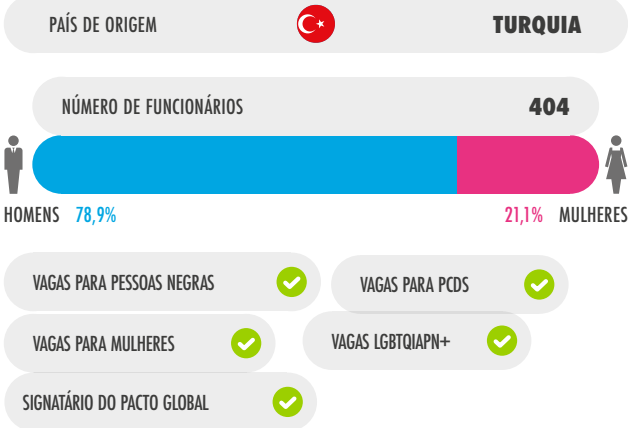 PAÍS DE ORIGEM TURQUIA
NÚMERO DE FUNCIONÁRIOS 404
HOMENS 78,9% 21,1% MULHERES
VAGAS PARA PESSOAS NEGRAS VAGAS PARA PCDS
VAGAS PARA MULHERES VAGAS LGBTQIAPN+
SIGNATÁRIO DO PACTO GLOBAL